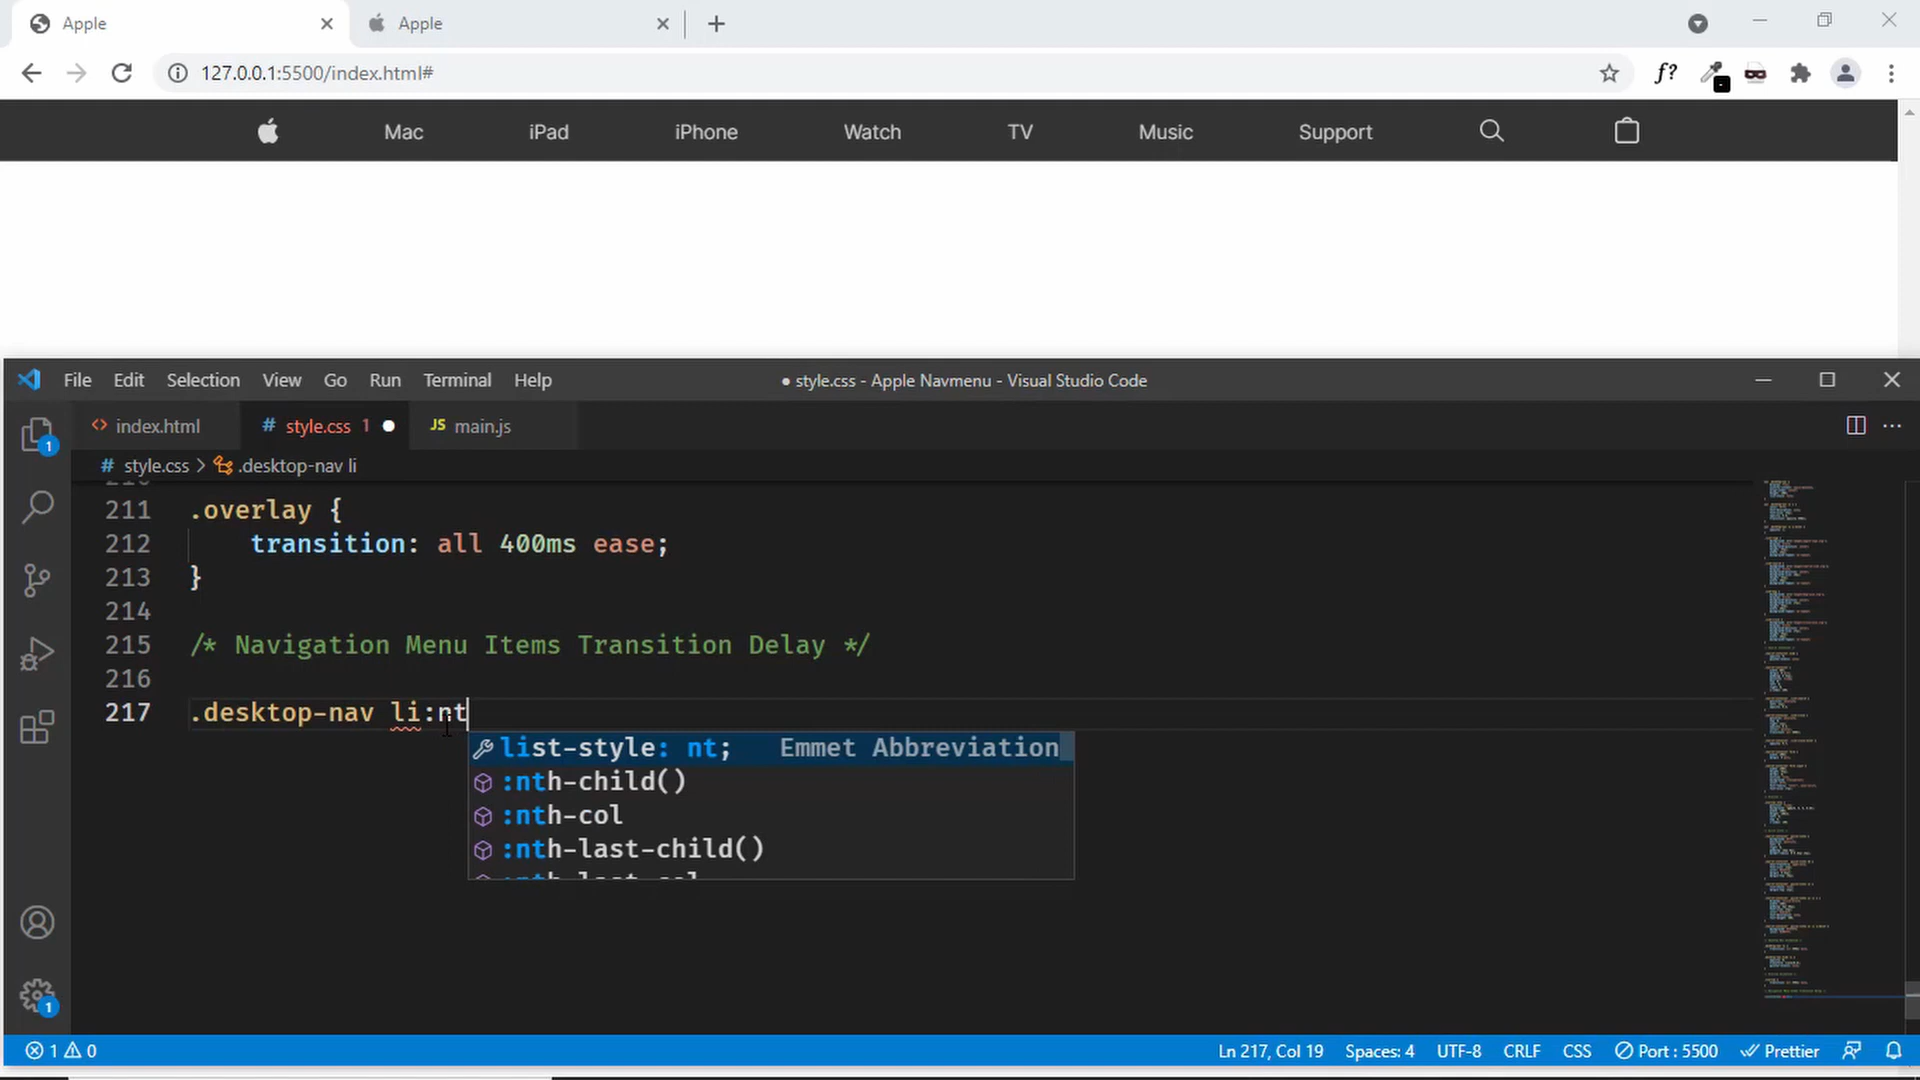 Apple
Apple
127.0.0.1:5500/index.html#
f?
Mac iPad iPhone Watch TV Music Support
File Edit Selection View Go Run Terminal Help
● style.css - Apple Navmenu - Visual Studio Code
index.html
# style.css 1 ●
JS main.js
# style.css > .desktop-nav li
211 .overlay {
212 transition: all 400ms ease;
213 }
214
215 /* Navigation Menu Items Transition Delay */
216
217 .desktop-nav li:nt
list-style: nt; Emmet Abbreviation
:nth-child()
:nth-col
:nth-last-child()
1
1
1 0
Ln 217, Col 19 Spaces: 4 UTF-8 CRLF CSS Port : 5500 Prettier